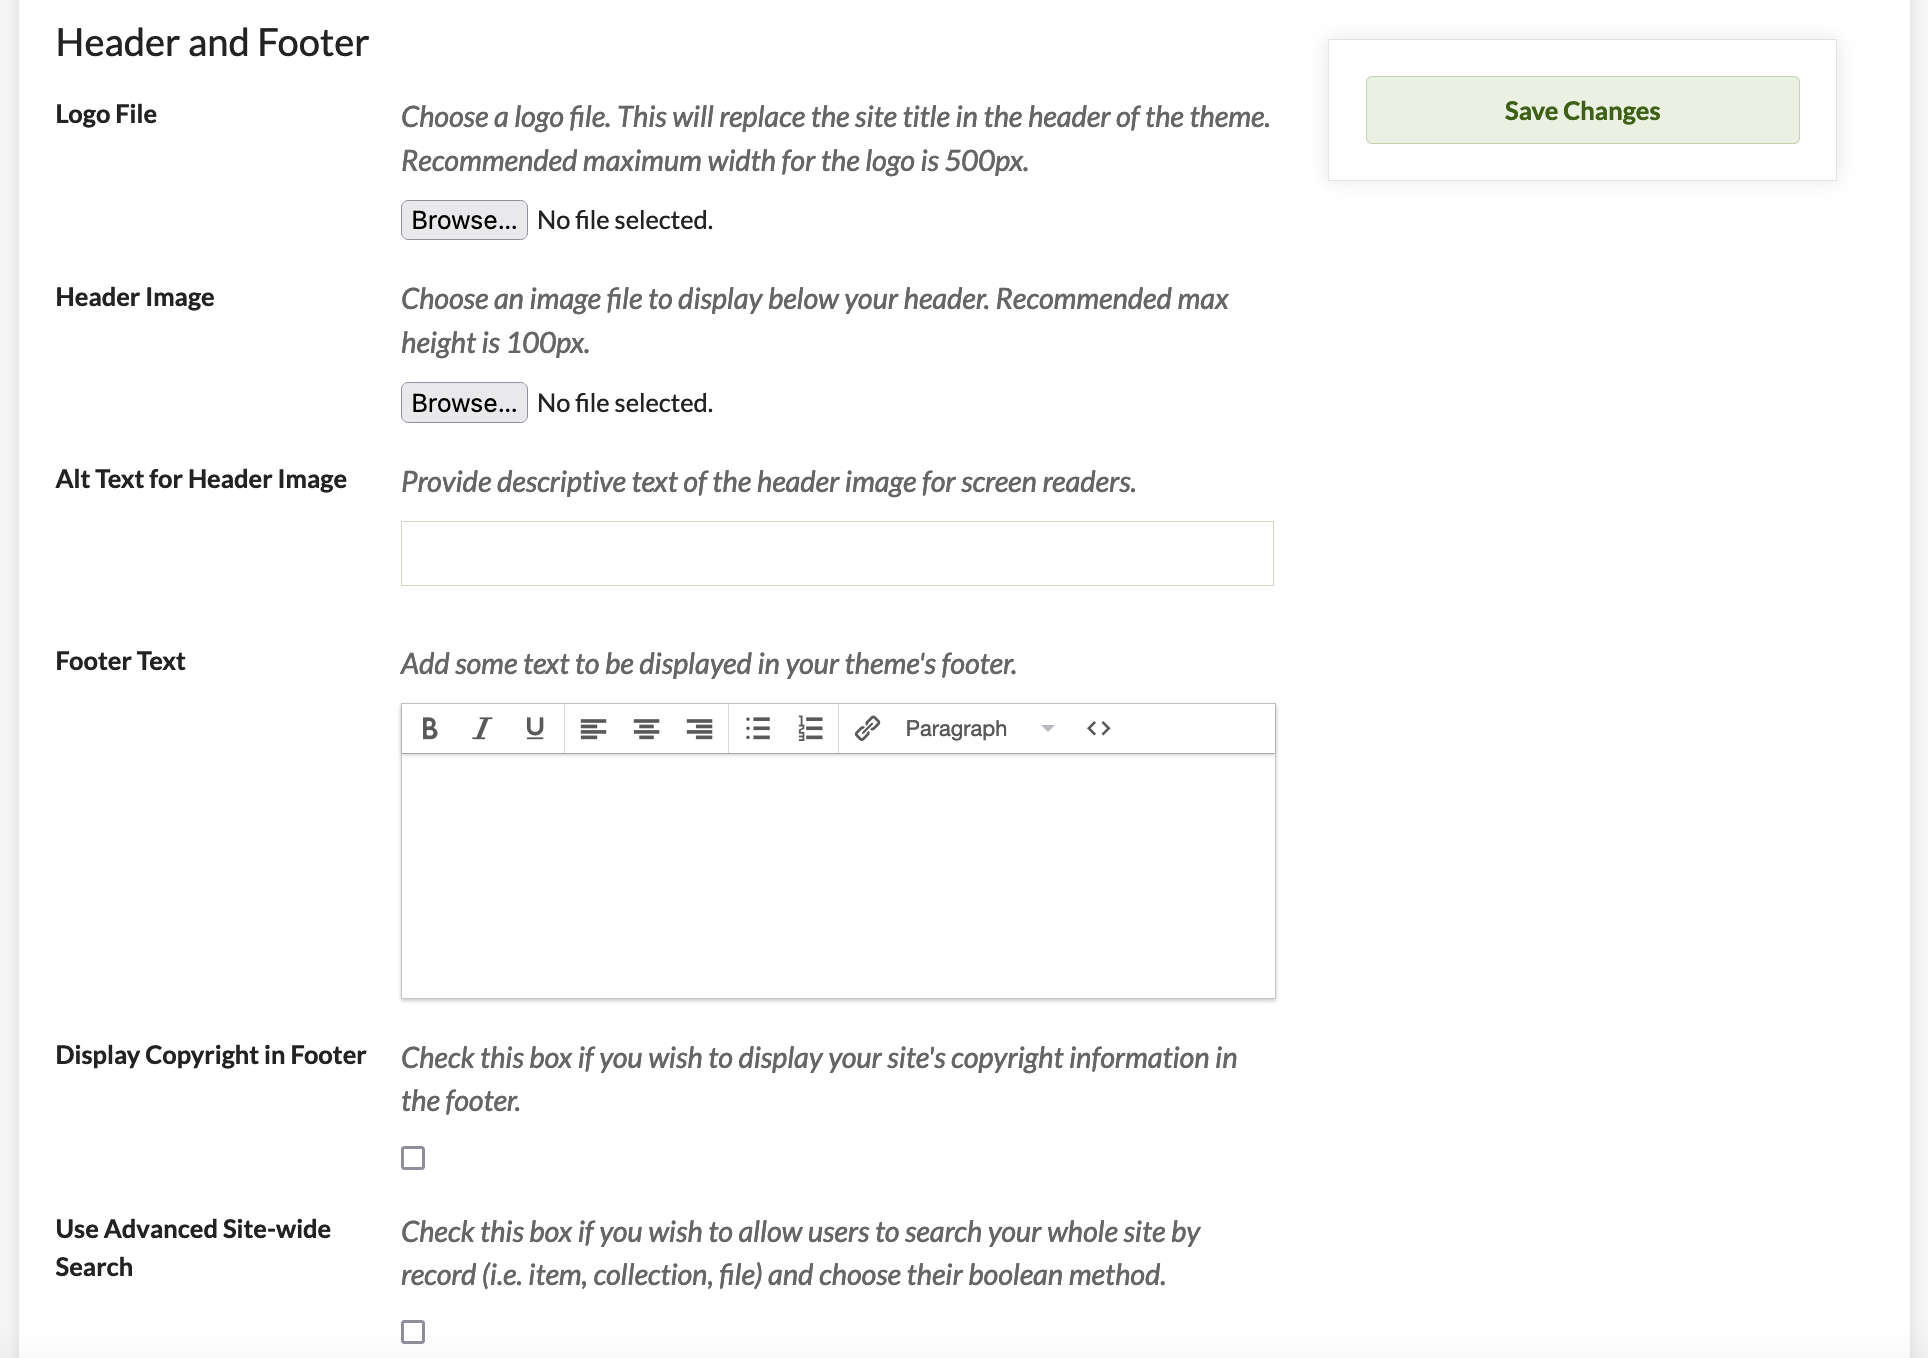 Header and Footer
Save Changes
Logo File
Choose a logo file. This will replace the site title in the header of the theme.
Recommended maximum width for the logo is 500px.
Browse... No file selected.
Header Image
Choose an image file to display below your header. Recommended max
height is 100px.
Browse... No file selected.
Alt Text for Header Image
Provide descriptive text of the header image for screen readers.
Footer Text
Add some text to be displayed in your theme's footer.
B I U Paragraph <>
Display Copyright in Footer
Check this box if you wish to display your site's copyright information in
the footer.
Use Advanced Site-wide
Search
Check this box if you wish to allow users to search your whole site by
record (i.e. item, collection, file) and choose their boolean method.